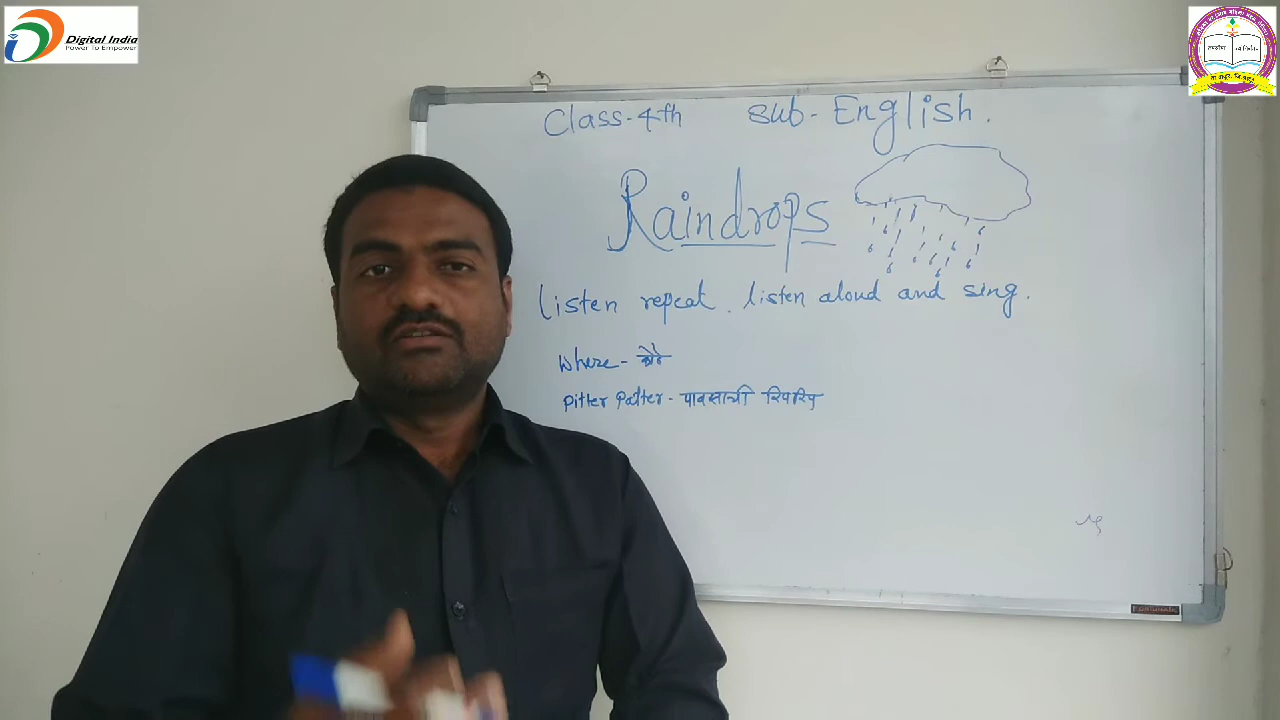 Digital India
Power To Empower
Class-4th sub-English.
Raindrops
Listen repeat. listen aloud and sing.
Where -
Pitter Patter - पावसाची रिपरिप